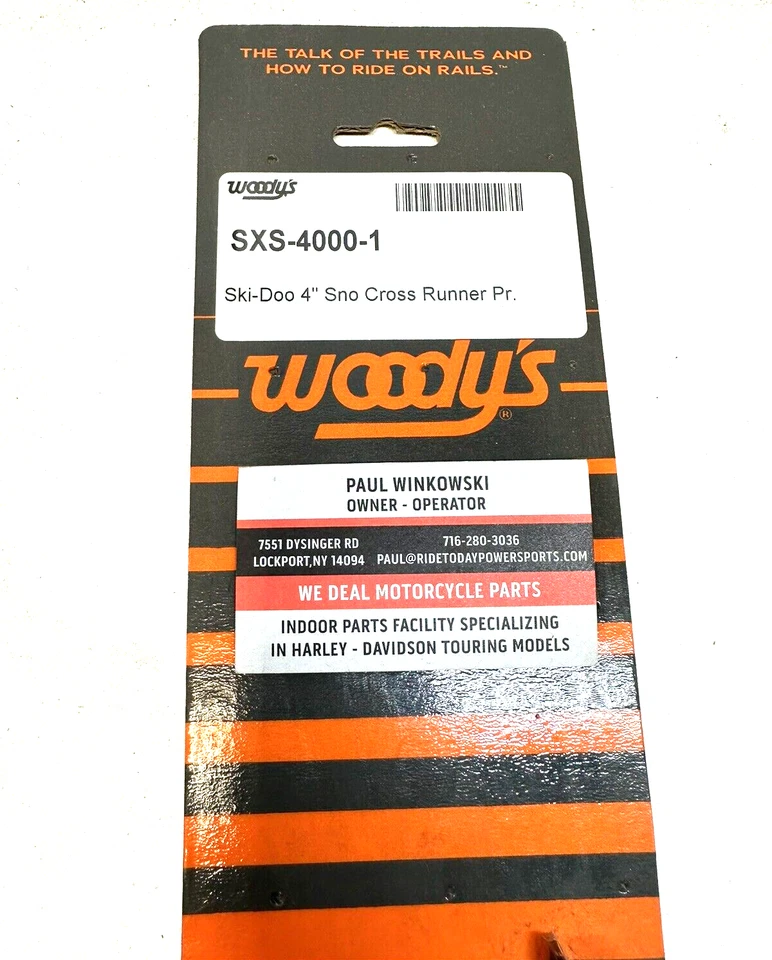 THE TALK OF THE TRAILS AND
HOW TO RIDE ON RAILS.™
woody's
SXS-4000-1
Ski-Doo 4" Sno Cross Runner Pr.
woody's®
PAUL WINKOWSKI
OWNER - OPERATOR
7551 DYSINGER RD 716-280-3036
LOCKPORT,NY 14094 PAUL@RIDETODAYPOWERSPORTS.COM
WE DEAL MOTORCYCLE PARTS
INDOOR PARTS FACILITY SPECIALIZING
IN HARLEY - DAVIDSON TOURING MODELS